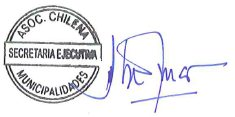 ASOC. CHILENA
SECRETARIA EJECUTIVA
MUNICIPALIDADES